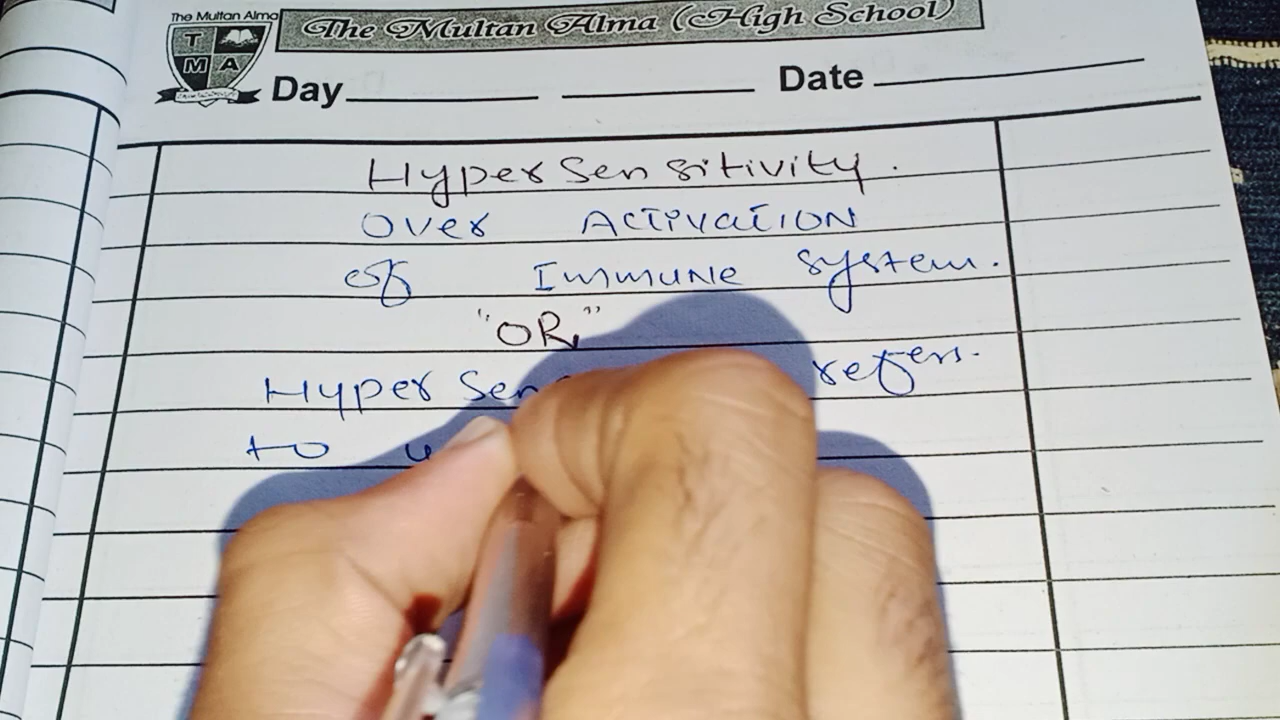 The Multan Alma
T
M A
The Multan Alma (High School)
Day Date
Hyper Sensitivity.
Over Activation
of Immune system.
"OR"
Hyper refers.
to